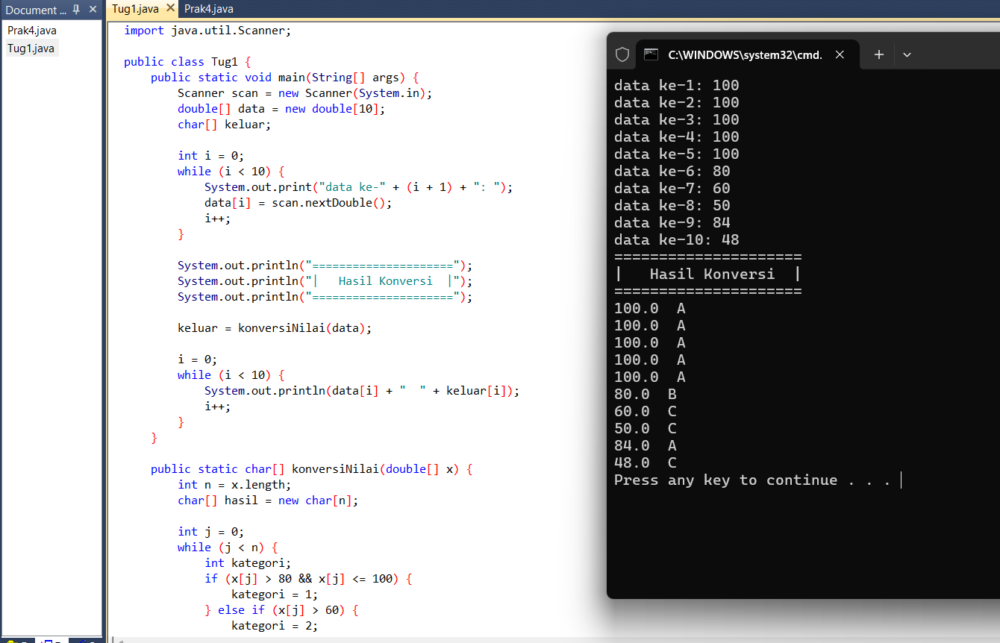 Document ...
Prak4.java
Tug1.java
Tug1.java Prak4.java
import java.util.Scanner;
public class Tug1 {
    public static void main(String[] args) {
        Scanner scan = new Scanner(System.in);
        double[] data = new double[10];
        char[] keluar;
        int i = 0;
        while (i < 10) {
            System.out.print("data ke-" + (i + 1) + ": ");
            data[i] = scan.nextDouble();
            i++;
        }
        System.out.println("=====================");
        System.out.println("|   Hasil Konversi  |");
        System.out.println("=====================");
        keluar = konversiNilai(data);
        i = 0;
        while (i < 10) {
            System.out.println(data[i] + "  " + keluar[i]);
            i++;
        }
    }
    public static char[] konversiNilai(double[] x) {
        int n = x.length;
        char[] hasil = new char[n];
        int j = 0;
        while (j < n) {
            int kategori;
            if (x[j] > 80 && x[j] <= 100) {
                kategori = 1;
            } else if (x[j] > 60) {
                kategori = 2;
C:\WINDOWS\system32\cmd.
data ke-1: 100
data ke-2: 100
data ke-3: 100
data ke-4: 100
data ke-5: 100
data ke-6: 80
data ke-7: 60
data ke-8: 50
data ke-9: 84
data ke-10: 48
=====================
|   Hasil Konversi  |
=====================
100.0  A
100.0  A
100.0  A
100.0  A
100.0  A
80.0  B
60.0  C
50.0  C
84.0  A
48.0  C
Press any key to continue . . .